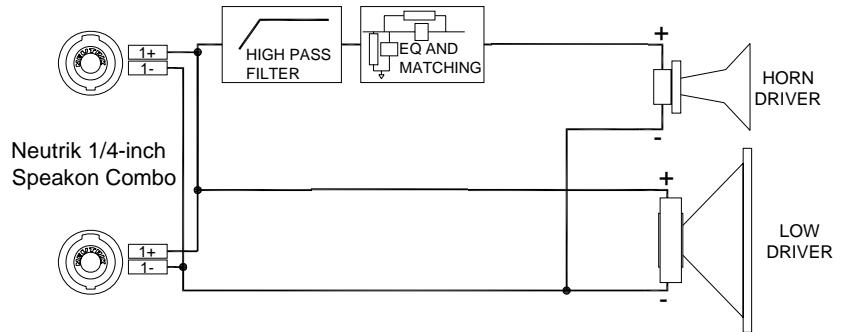 1+
1-
HIGH PASS
FILTER
EQ AND
MATCHING
+
-
HORN
DRIVER
Neutrik 1/4-inch
Speakon Combo
1+
1-
+
-
LOW
DRIVER